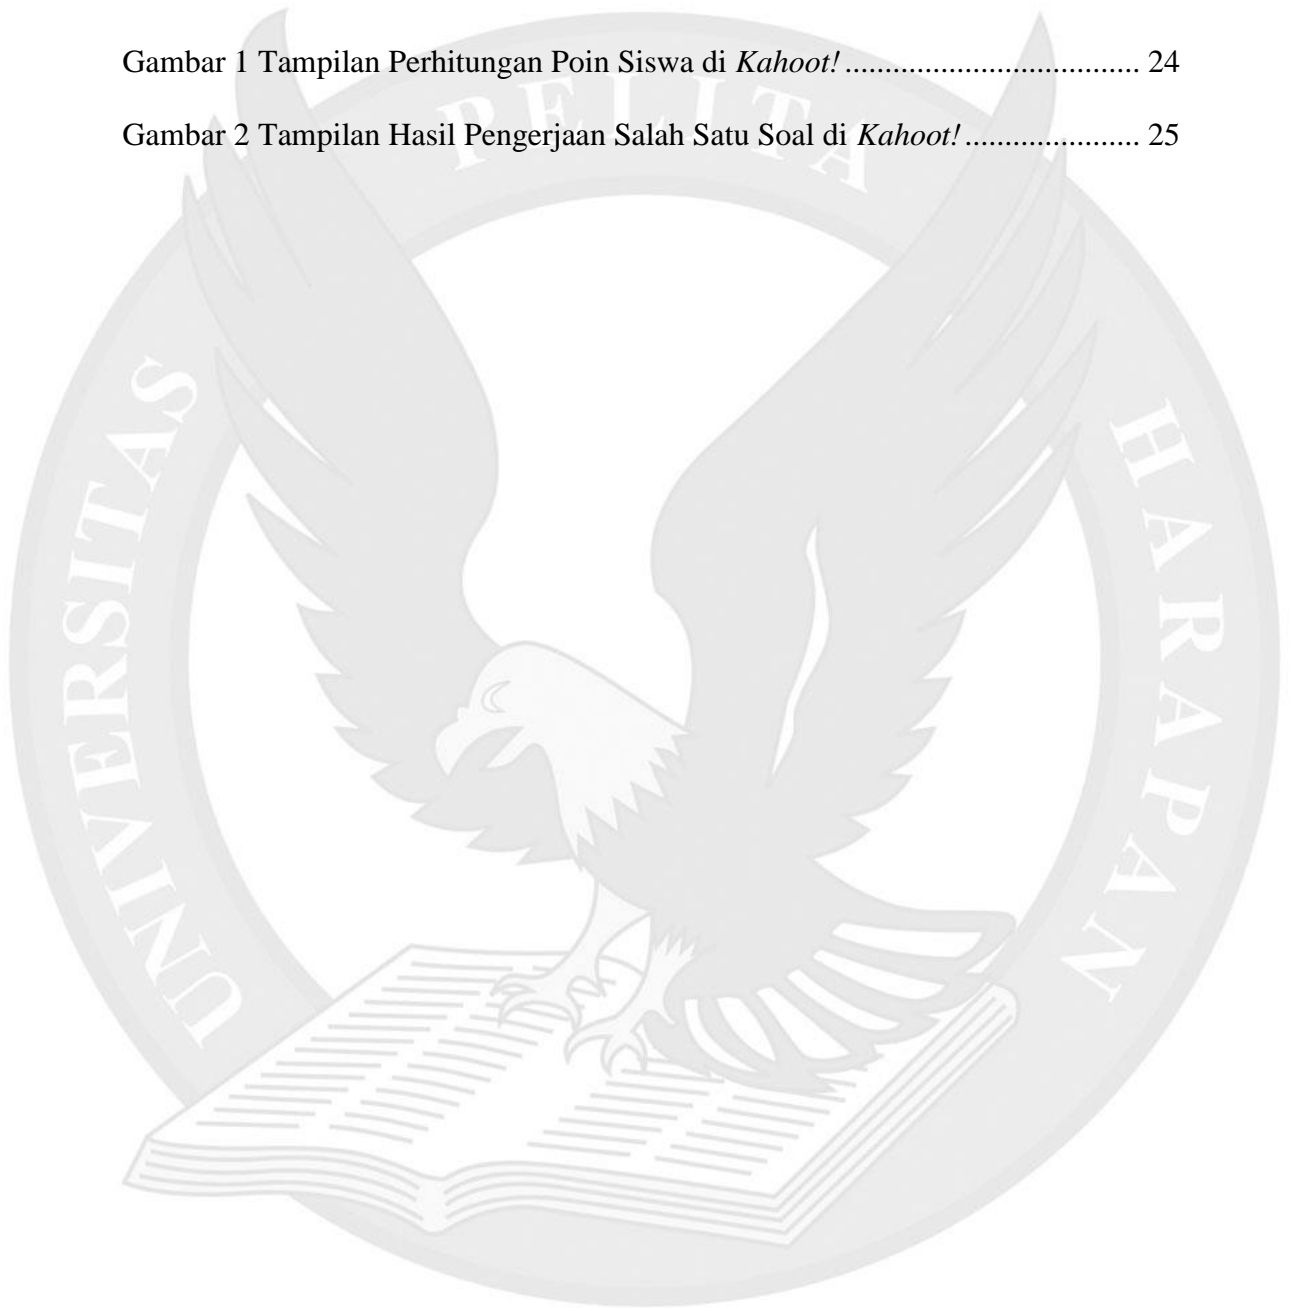 Gambar 1 Tampilan Perhitungan Poin Siswa di Kahoot! ..................................... 24
Gambar 2 Tampilan Hasil Pengerjaan Salah Satu Soal di Kahoot! ...................... 25
UNIVERSITAS PELITA HARAPAN